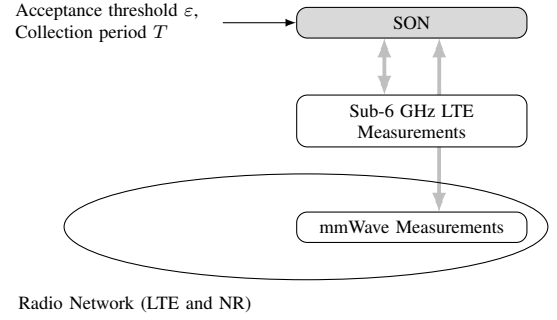 Acceptance threshold ε,
Collection period T
SON
Sub-6 GHz LTE
Measurements
mmWave Measurements
Radio Network (LTE and NR)